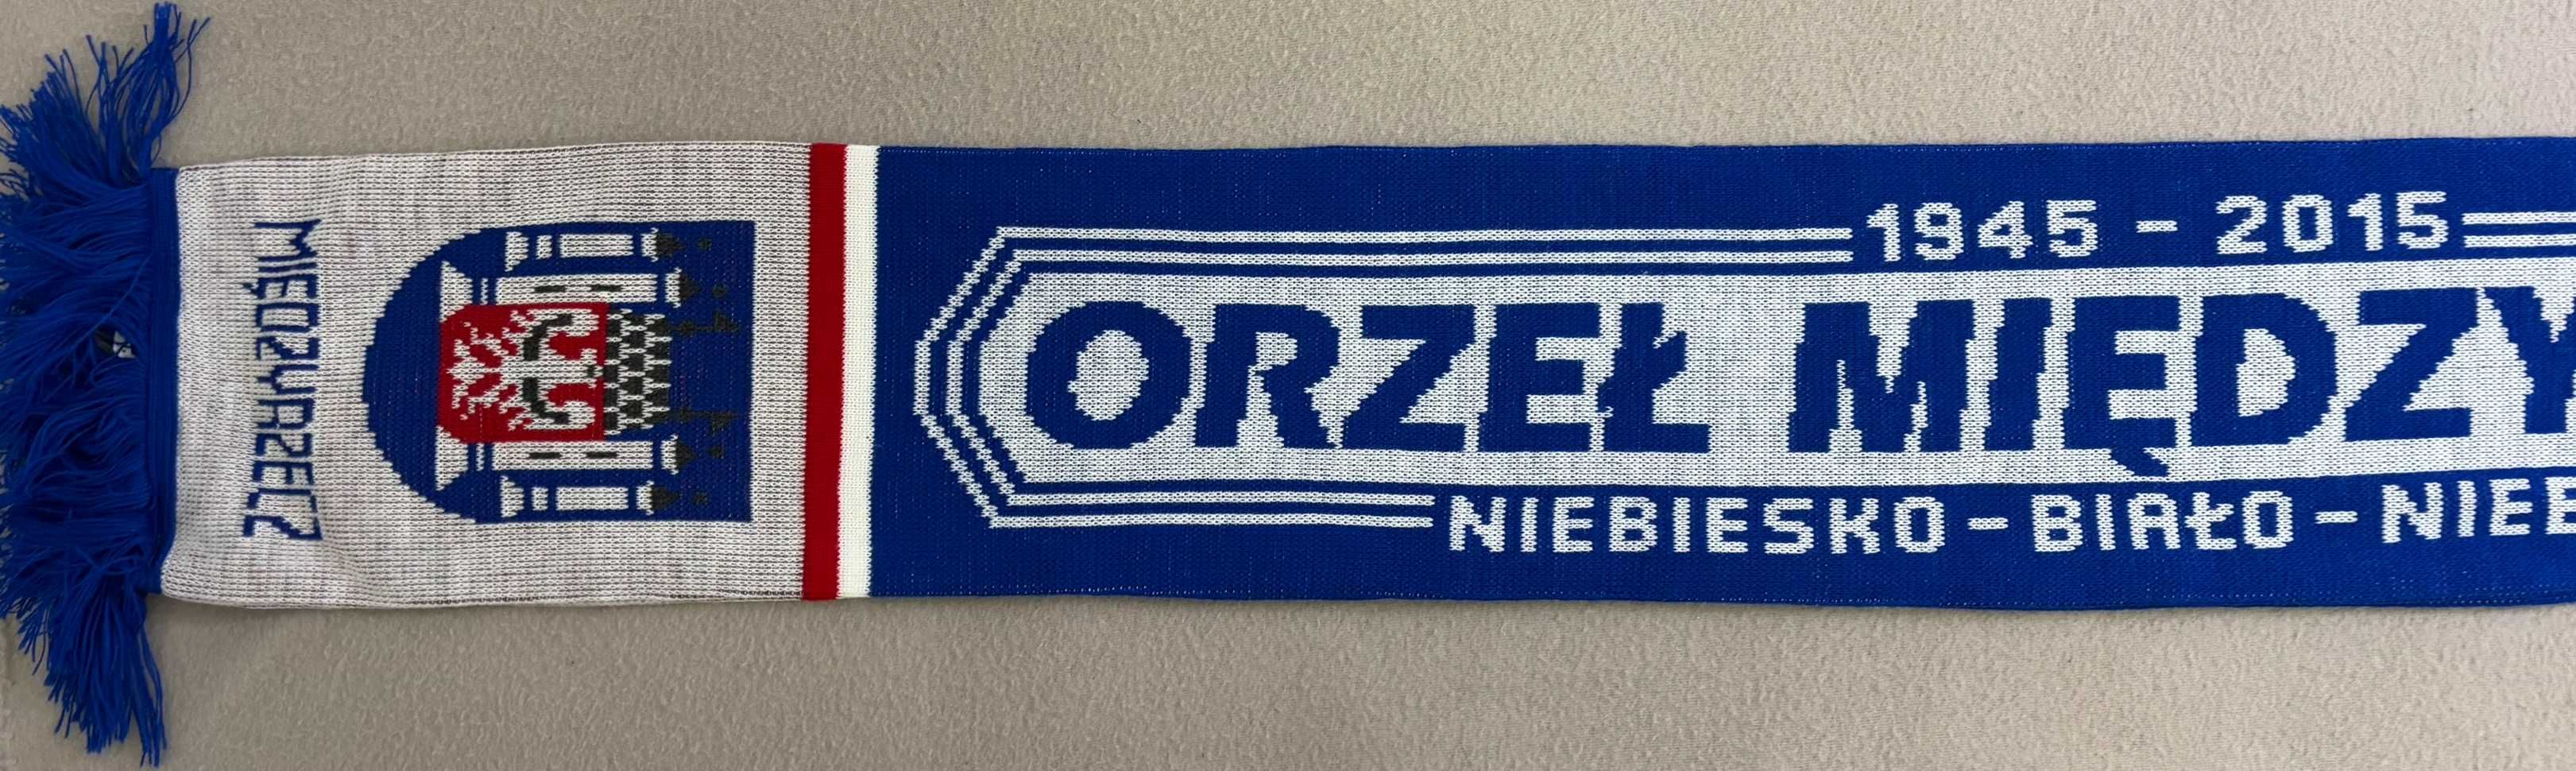 MIĘDZYRZECZ
1945 - 2015
ORZEŁ MIĘDZY
NIEBIESKO - BIAŁO - NIEB